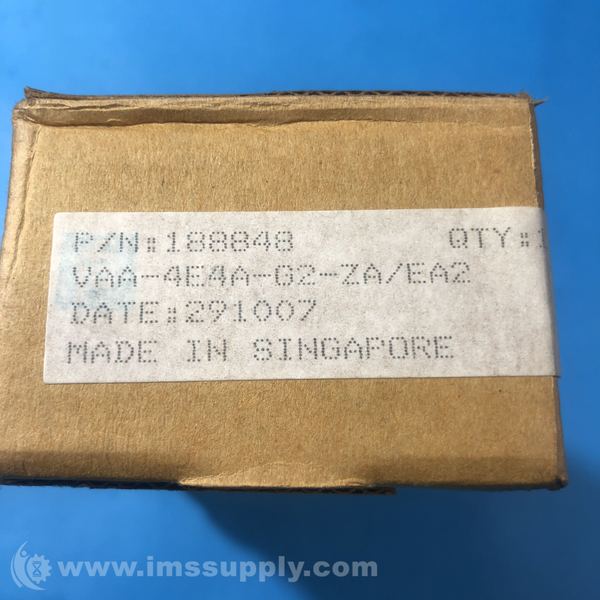 P/N:188848 QTY:1
VAA-4E4A-G2-ZA/EA2
DATE:291007
MADE IN SINGAPORE
www.imssupply.com